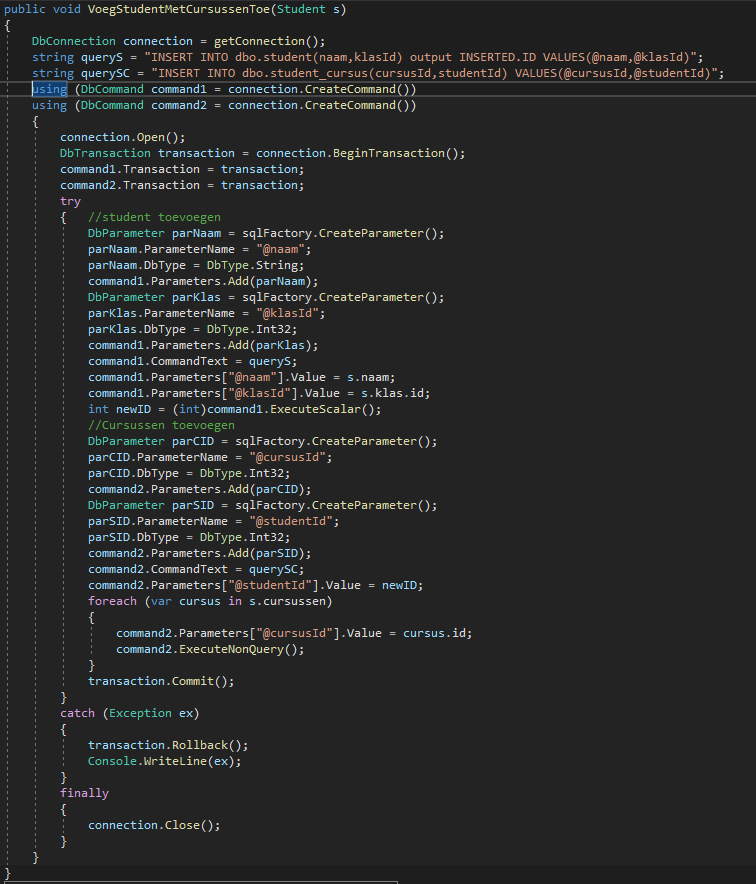 public void VoegStudentMetCursussenToe(Student s)
{
    DbConnection connection = getConnection();
    string queryS = "INSERT INTO dbo.student(naam,klasId) output INSERTED.ID VALUES(@naam,@klasId)";
    string querySC = "INSERT INTO dbo.student_cursus(cursusId,studentId) VALUES(@cursusId,@studentId)";
    using (DbCommand command1 = connection.CreateCommand())
    using (DbCommand command2 = connection.CreateCommand())
    {
        connection.Open();
        DbTransaction transaction = connection.BeginTransaction();
        command1.Transaction = transaction;
        command2.Transaction = transaction;
        try
        {   //student toevoegen
            DbParameter parNaam = sqlFactory.CreateParameter();
            parNaam.ParameterName = "@naam";
            parNaam.DbType = DbType.String;
            command1.Parameters.Add(parNaam);
            DbParameter parKlas = sqlFactory.CreateParameter();
            parKlas.ParameterName = "@klasId";
            parKlas.DbType = DbType.Int32;
            command1.Parameters.Add(parKlas);
            command1.CommandText = queryS;
            command1.Parameters["@naam"].Value = s.naam;
            command1.Parameters["@klasId"].Value = s.klas.id;
            int newID = (int)command1.ExecuteScalar();
            //Cursussen toevoegen
            DbParameter parCID = sqlFactory.CreateParameter();
            parCID.ParameterName = "@cursusId";
            parCID.DbType = DbType.Int32;
            command2.Parameters.Add(parCID);
            DbParameter parSID = sqlFactory.CreateParameter();
            parSID.ParameterName = "@studentId";
            parSID.DbType = DbType.Int32;
            command2.Parameters.Add(parSID);
            command2.CommandText = querySC;
            command2.Parameters["@studentId"].Value = newID;
            foreach (var cursus in s.cursussen)
            {
                command2.Parameters["@cursusId"].Value = cursus.id;
                command2.ExecuteNonQuery();
            }
            transaction.Commit();
        }
        catch (Exception ex)
        {
            transaction.Rollback();
            Console.WriteLine(ex);
        }
        finally
        {
            connection.Close();
        }
    }
}